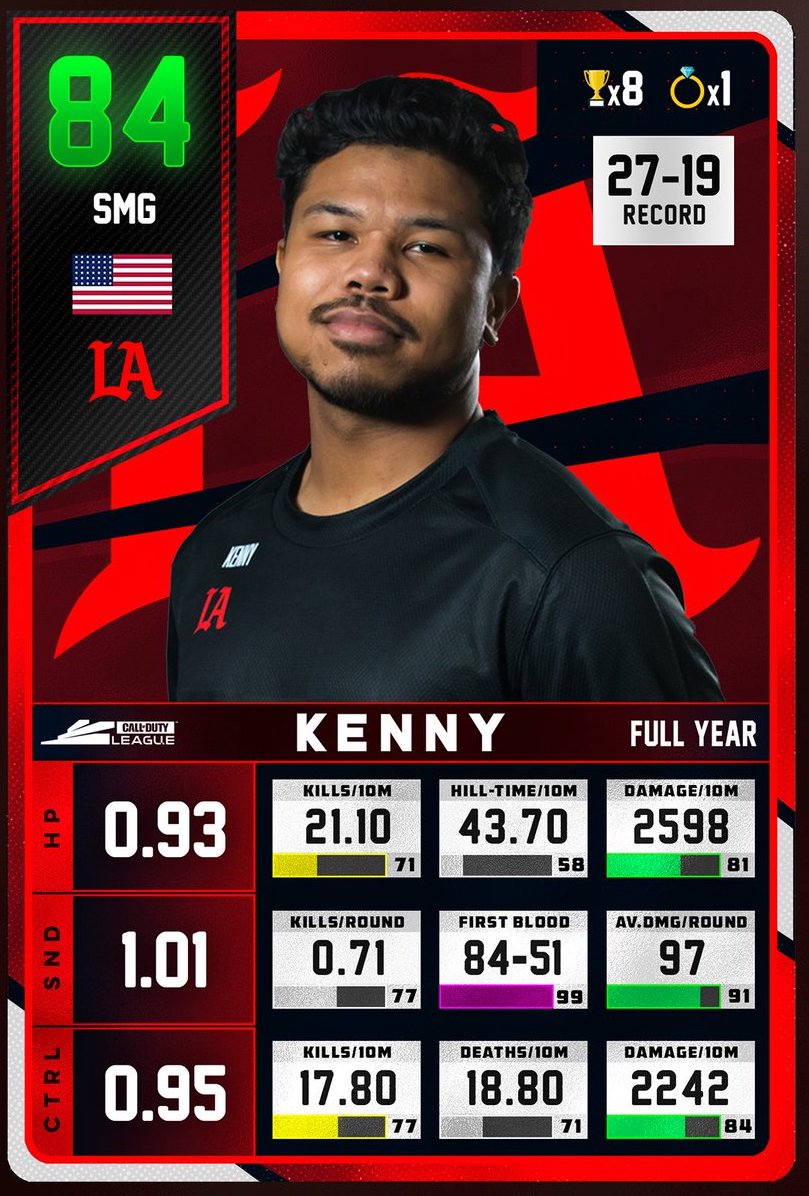 84
SMG
LA
x8 x1
27-19
RECORD
KENNY
LA
CALL OF DUTY
LEAGUE
KENNY
FULL YEAR
HP
0.93
KILLS/10M
21.10
71
HILL-TIME/10M
43.70
58
DAMAGE/10M
2598
81
SND
1.01
KILLS/ROUND
0.71
77
FIRST BLOOD
84-51
99
AV.DMG/ROUND
97
91
CTRL
0.95
KILLS/10M
17.80
77
DEATHS/10M
18.80
71
DAMAGE/10M
2242
84